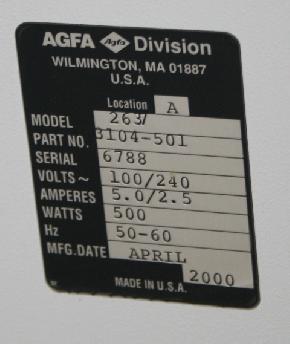 AGFA Agfa Division
WILMINGTON, MA 01887
U.S.A.
Location A
MODEL 2637
PART NO. 3104-501
SERIAL 6788
VOLTS ~ 100/240
AMPERES 5.0/2.5
WATTS 500
Hz 50-60
MFG.DATE APRIL
2000
MADE IN U.S.A.